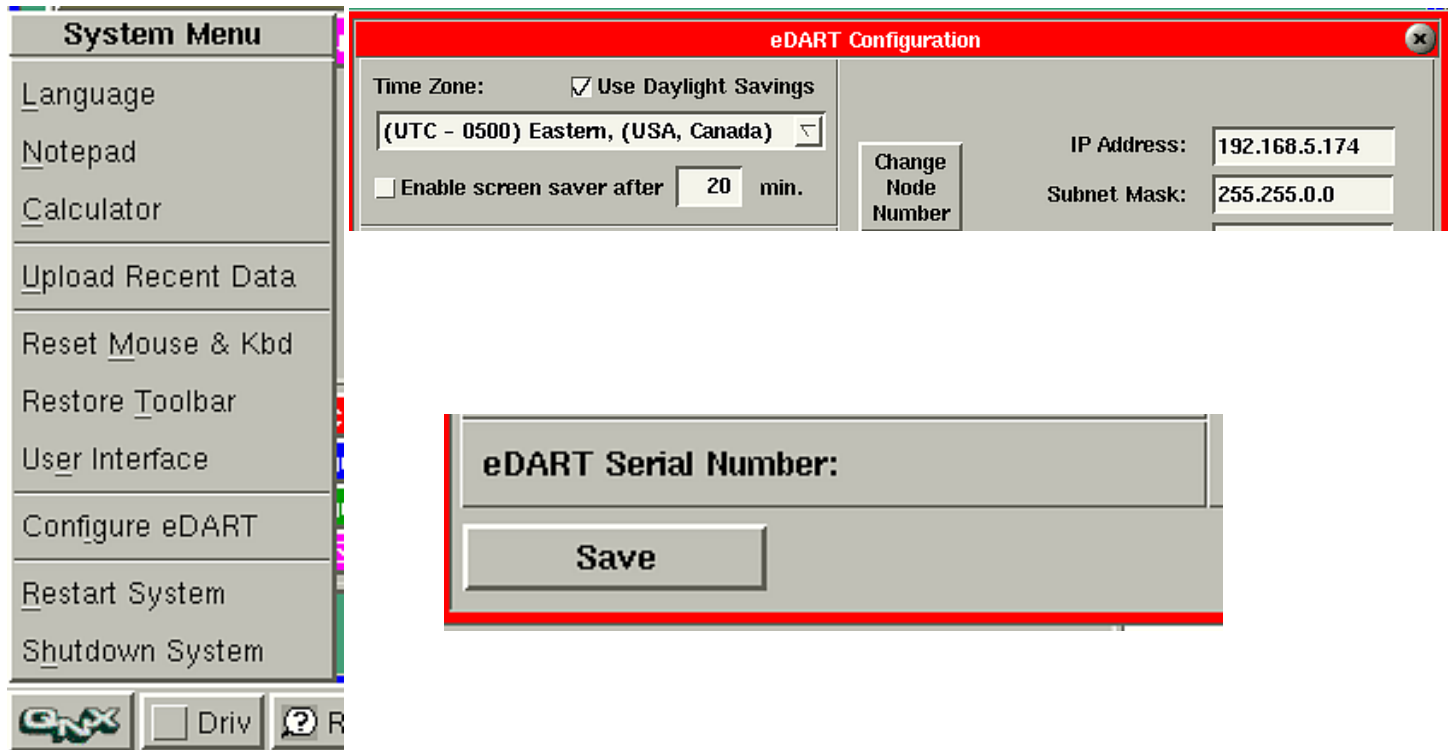 System Menu
Language
Notepad
Calculator
Upload Recent Data
Reset Mouse & Kbd
Restore Toolbar
User Interface
Configure eDART
Restart System
Shutdown System
QNX
Driv
R
eDART Configuration
Time Zone:
Use Daylight Savings
(UTC - 0500) Eastern, (USA, Canada)
Enable screen saver after 20 min.
Change
Node
Number
IP Address: 192.168.5.174
Subnet Mask: 255.255.0.0
eDART Serial Number:
Save